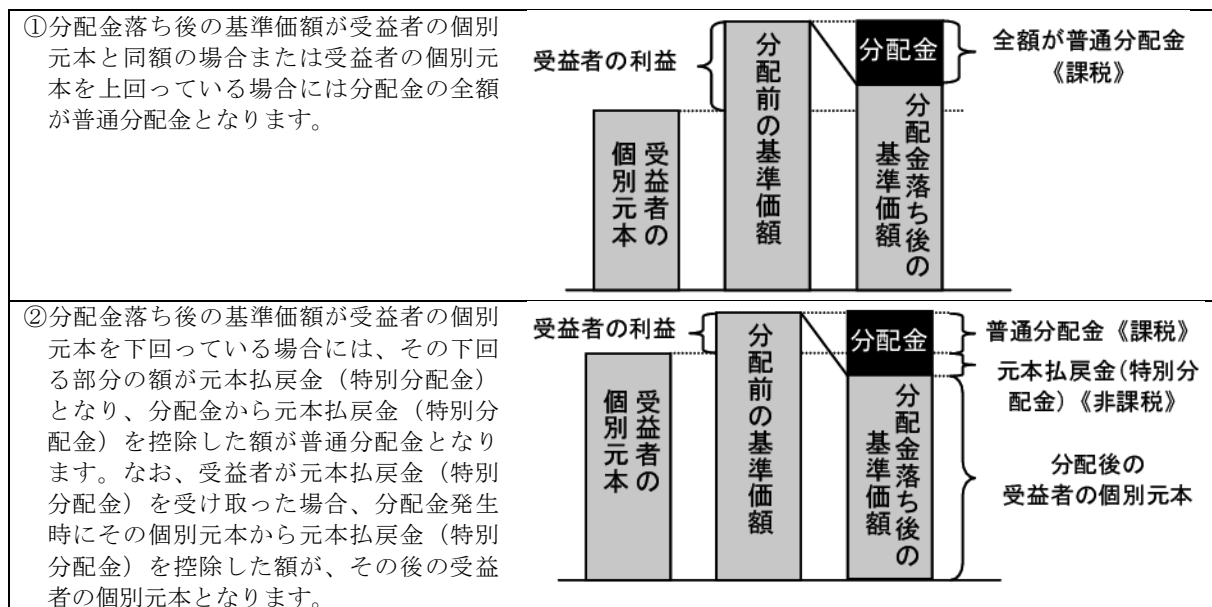 ①分配金落ち後の基準価額が受益者の個別
元本と同額の場合または受益者の個別元
本を上回っている場合には分配金の全額
が普通分配金となります。
受益者の利益
受益者の
個別元本
分配前の基準価額
分配金
分配金落ち後の
基準価額
全額が普通分配金
《課税》
②分配金落ち後の基準価額が受益者の個別
元本を下回っている場合には、その下回
る部分の額が元本払戻金（特別分配金）
となり、分配金から元本払戻金（特別分
配金）を控除した額が普通分配金となり
ます。なお、受益者が元本払戻金（特別
分配金）を受け取った場合、分配金発生
時にその個別元本から元本払戻金（特別
分配金）を控除した額が、その後の受益
者の個別元本となります。
受益者の利益
受益者の
個別元本
分配前の基準価額
分配金
分配金落ち後の
基準価額
普通分配金《課税》
元本払戻金（特別分
配金）《非課税》
分配後の
受益者の個別元本